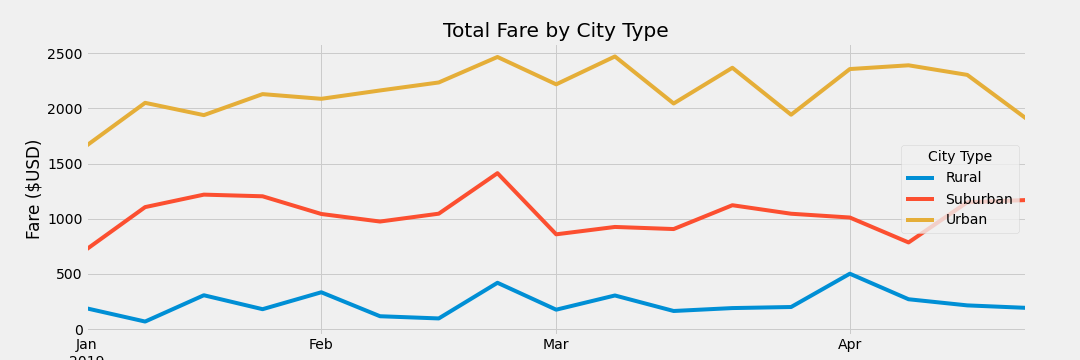 Total Fare by City Type
Fare ($USD)
2500
2000
1500
1000
500
0
City Type
Rural
Suburban
Urban
Jan Feb Mar Apr
2019